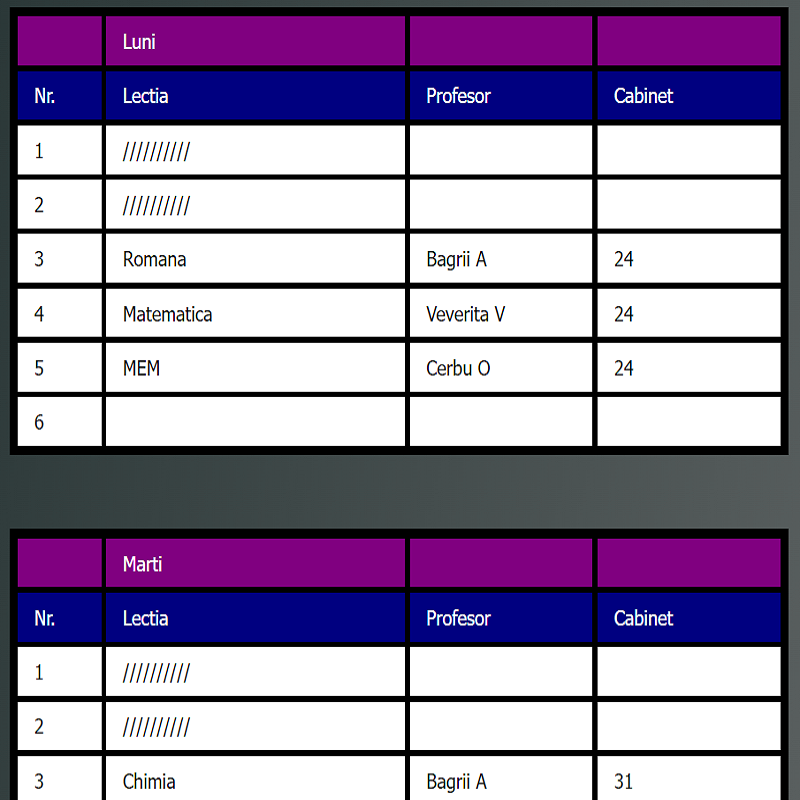 Luni
Nr. Lectia Profesor Cabinet
1 //////////
2 //////////
3 Romana Bagrii A 24
4 Matematica Veverita V 24
5 MEM Cerbu O 24
6
Marti
Nr. Lectia Profesor Cabinet
1 //////////
2 //////////
3 Chimia Bagrii A 31